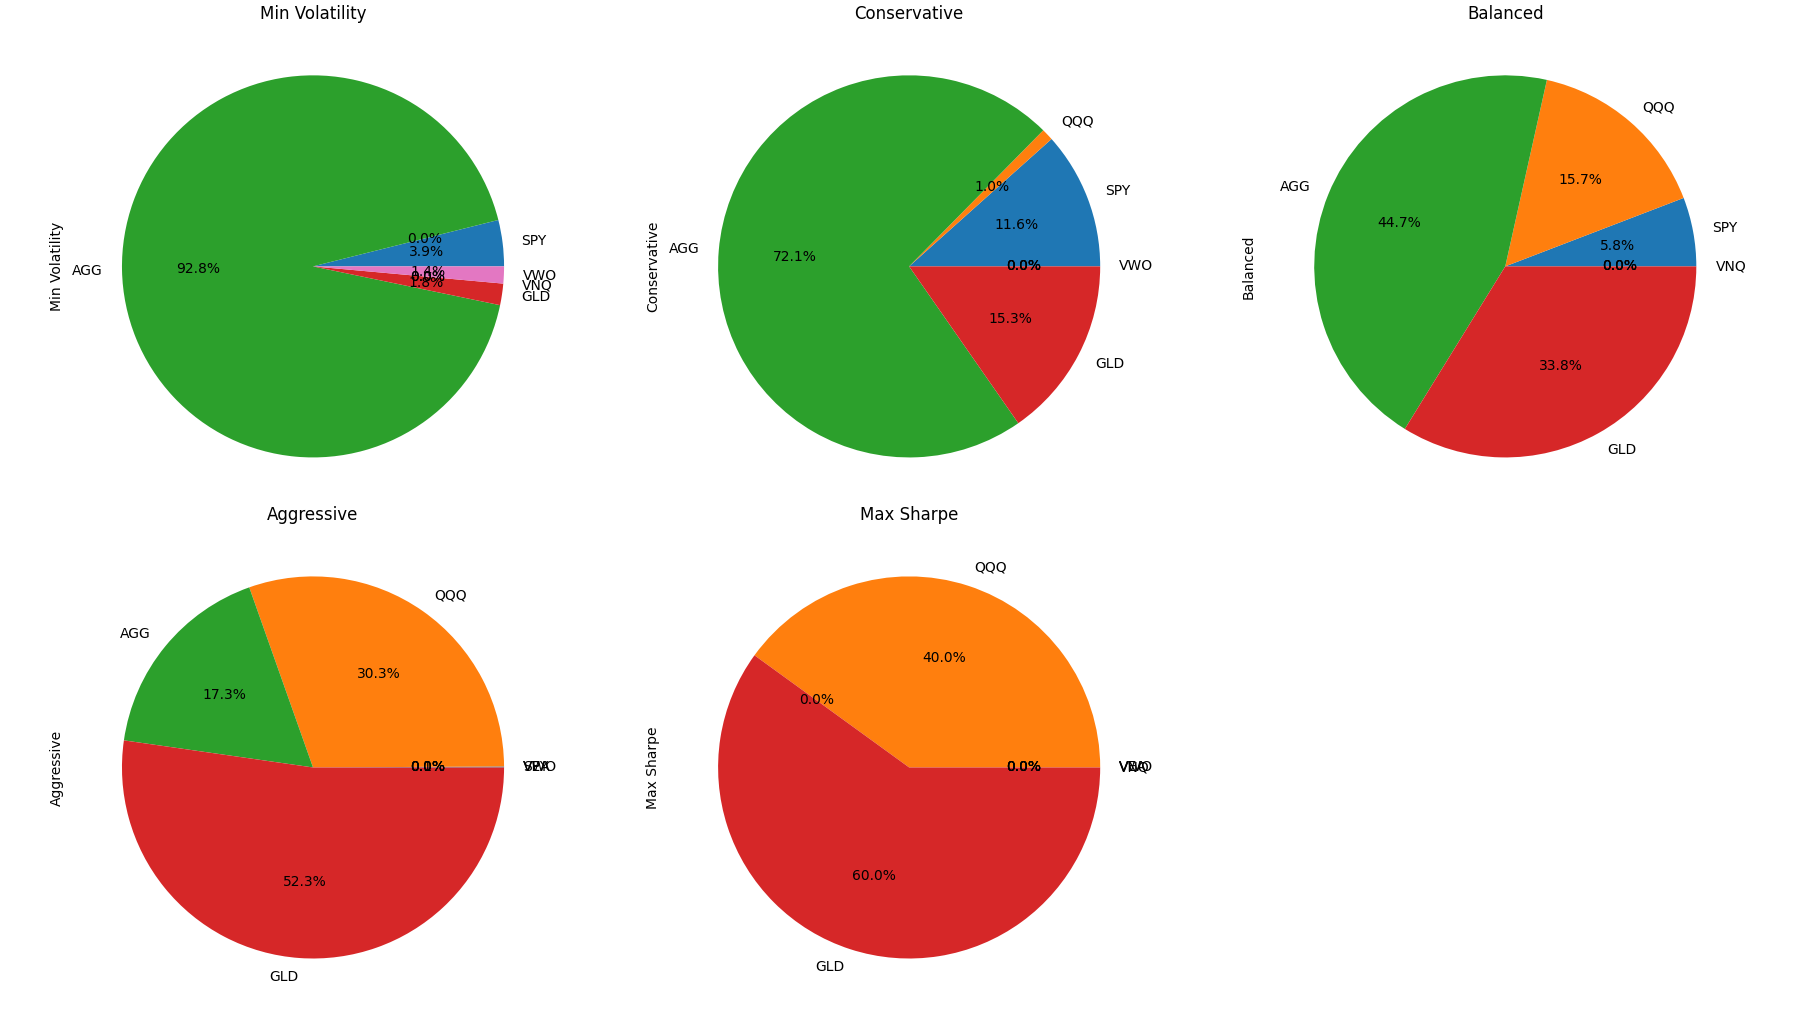 Min Volatility
Conservative
Balanced
Min Volatility
AGG
92.8%
0.0%
3.9%
1.4%
1.8%
SPY
VWO
VNQ
GLD
Conservative
AGG
72.1%
QQQ
1.0%
SPY
11.6%
0.0%
VWO
15.3%
GLD
Balanced
AGG
44.7%
QQQ
15.7%
SPY
5.8%
0.0%
VNQ
33.8%
GLD
Aggressive
Max Sharpe
Aggressive
AGG
17.3%
QQQ
30.3%
52.3%
GLD
Max Sharpe
QQQ
40.0%
0.0%
0.0%
60.0%
GLD